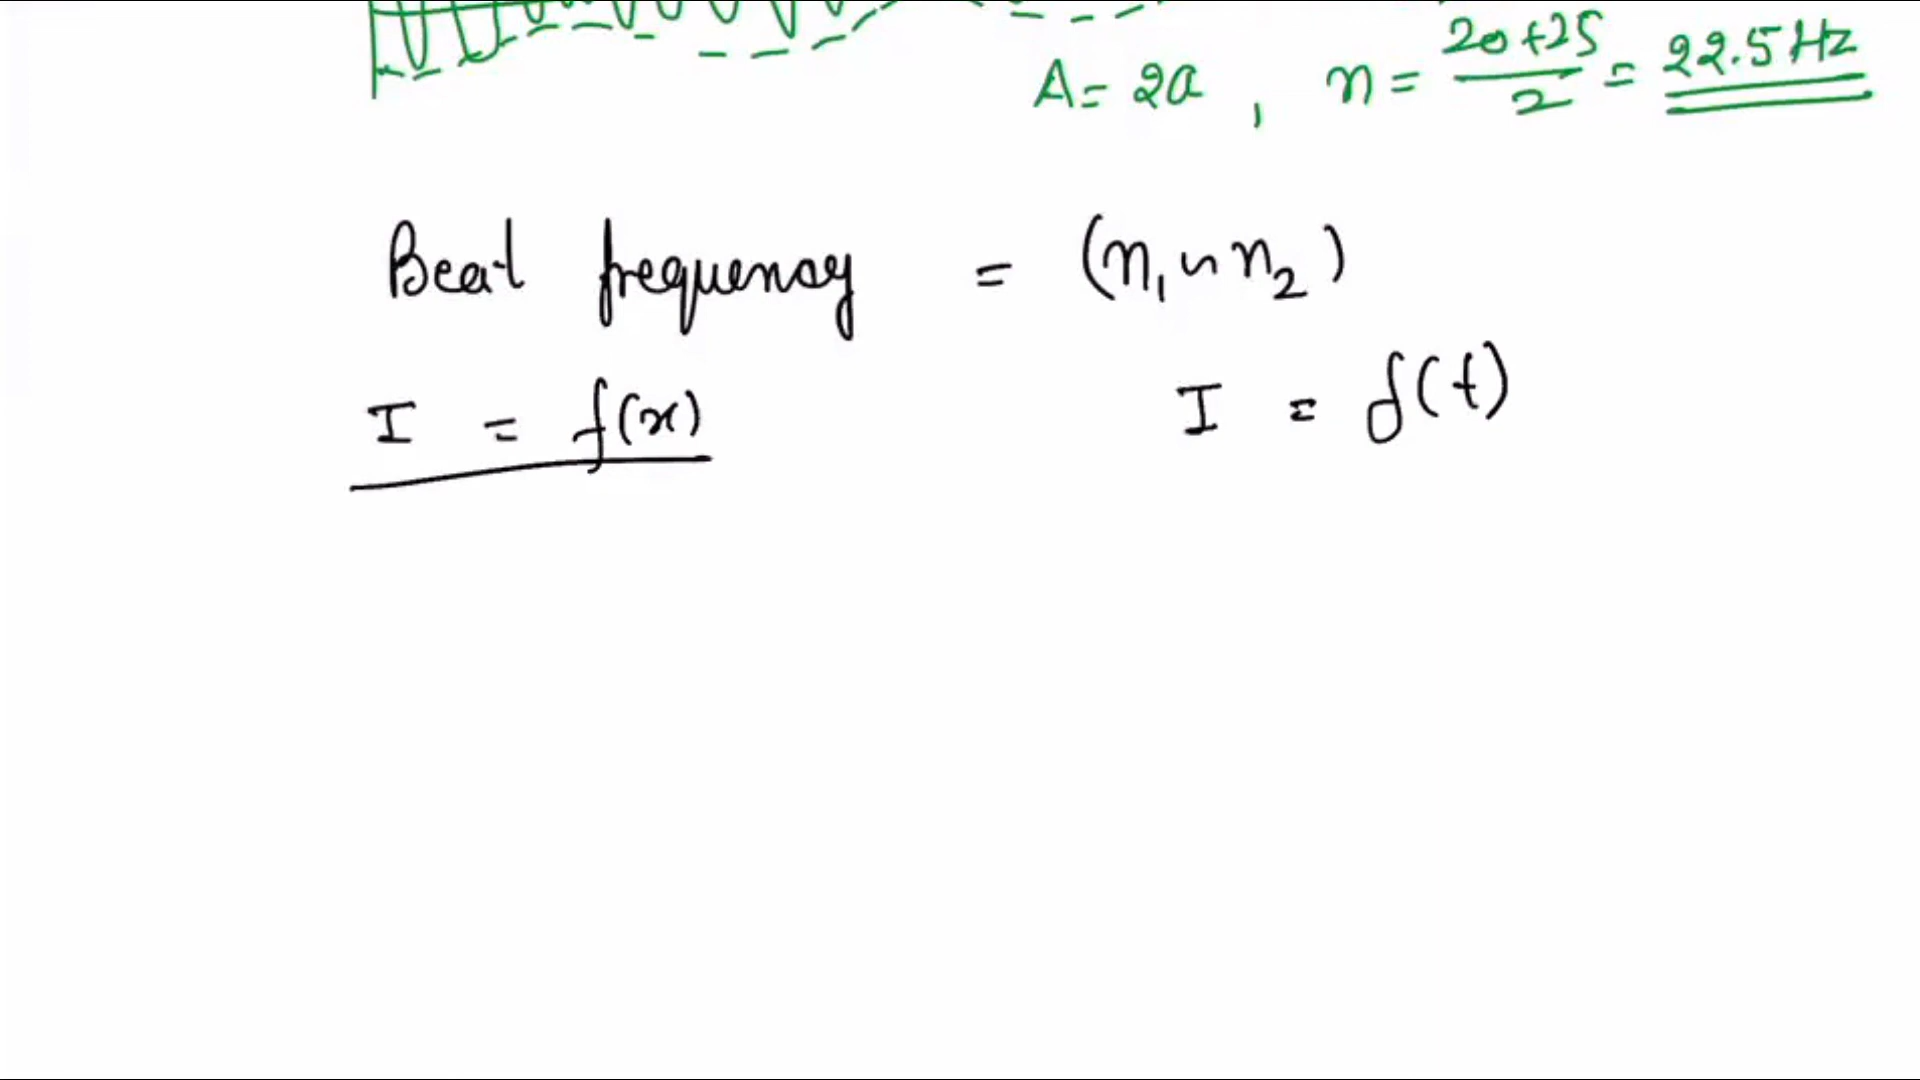 A = 2a , n = 20+25/2 = 22.5 Hz
Beat frequency = (n₁ ~ n₂)
I = f(x) I = f(t)